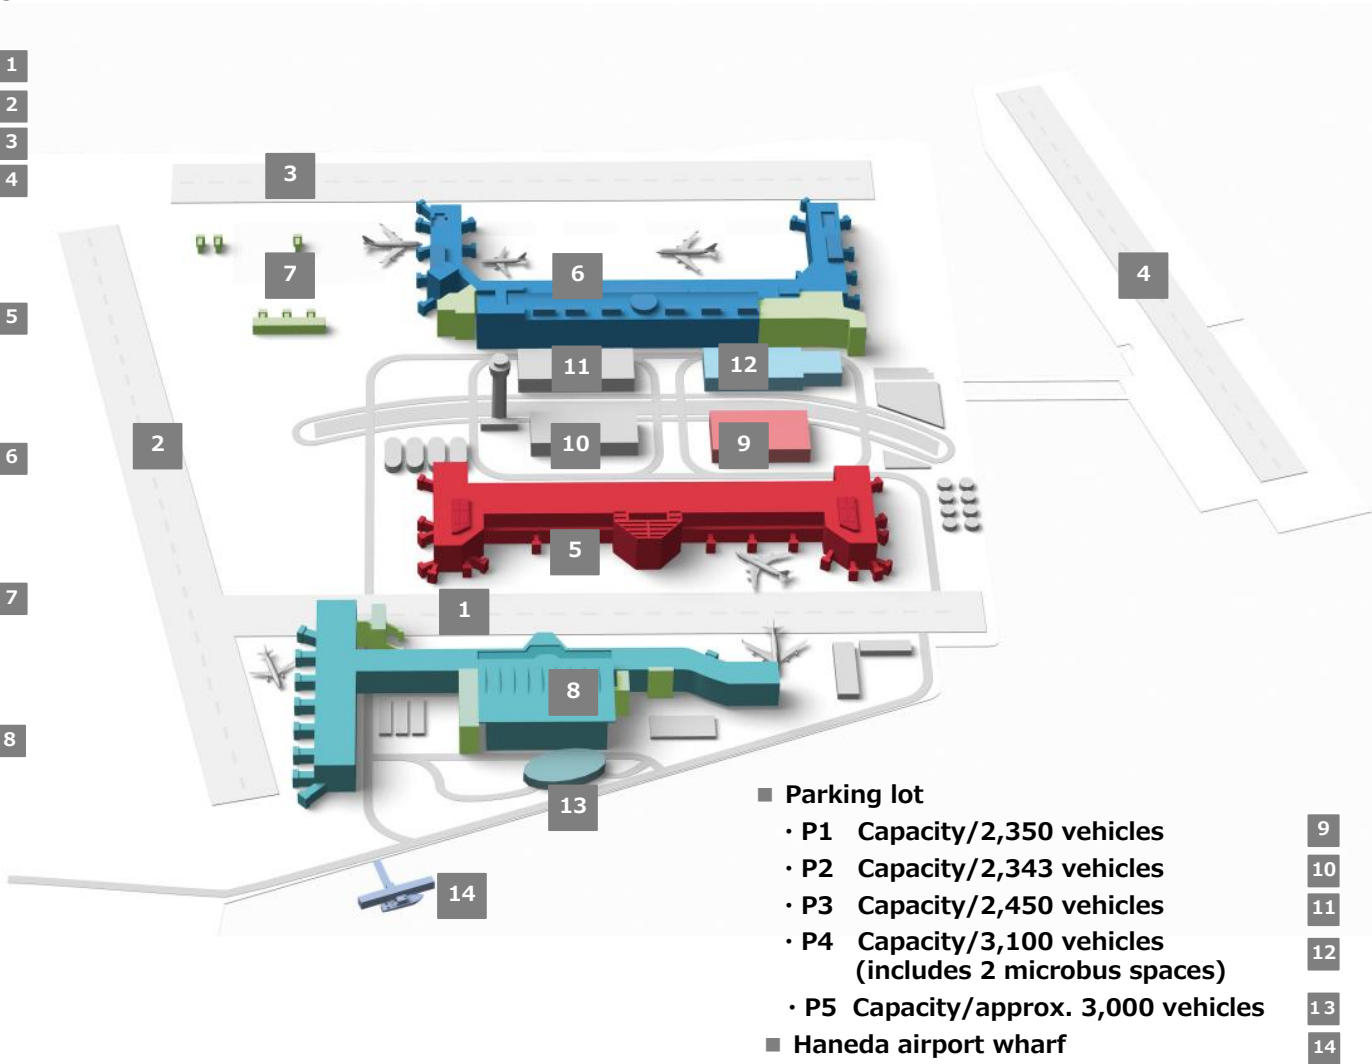 1
2
3
4
5
6
7
8
3
7
6
4
11
12
2
10
9
5
1
8
13
14
■ Parking lot
・P1 Capacity/2,350 vehicles 9
・P2 Capacity/2,343 vehicles 10
・P3 Capacity/2,450 vehicles 11
・P4 Capacity/3,100 vehicles 12
(includes 2 microbus spaces)
・P5 Capacity/approx. 3,000 vehicles 13
■ Haneda airport wharf 14